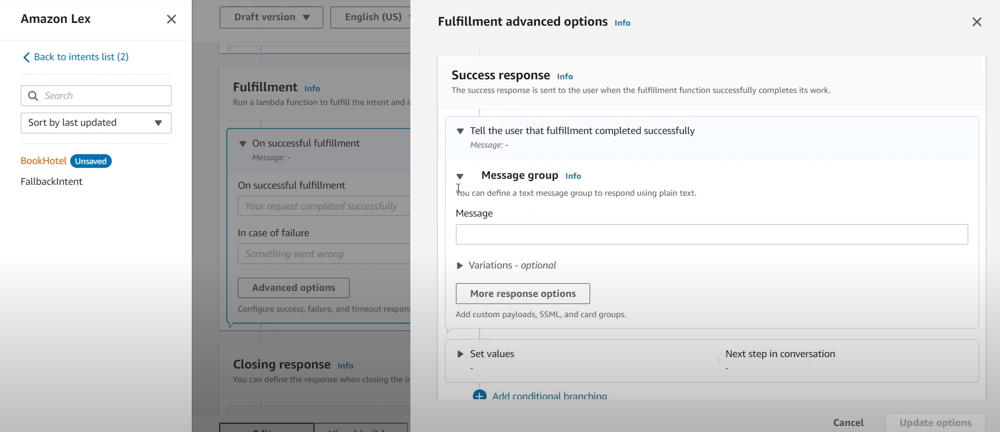 Amazon Lex
Back to intents list (2)
Search
Sort by last updated
BookHotel Unsaved
FallbackIntent
Draft version
English (US)
Fulfillment Info
Run a lambda function to fulfill the intent and
On successful fulfillment
Message: -
On successful fulfillment
Your request completed successfully
In case of failure
Something went wrong
Advanced options
Configure success, failure, and timeout
Closing response Info
You can define the response when closing the
Fulfillment advanced options Info
Success response Info
The success response is sent to the user when the fulfillment function successfully completes its work.
Tell the user that fulfillment completed successfully
Message: -
Message group Info
You can define a text message group to respond using plain text.
Message
Variations - optional
More response options
Add custom payloads, SSML, and card groups.
Set values
-
Next step in conversation
-
Add conditional branching
Cancel
Update options